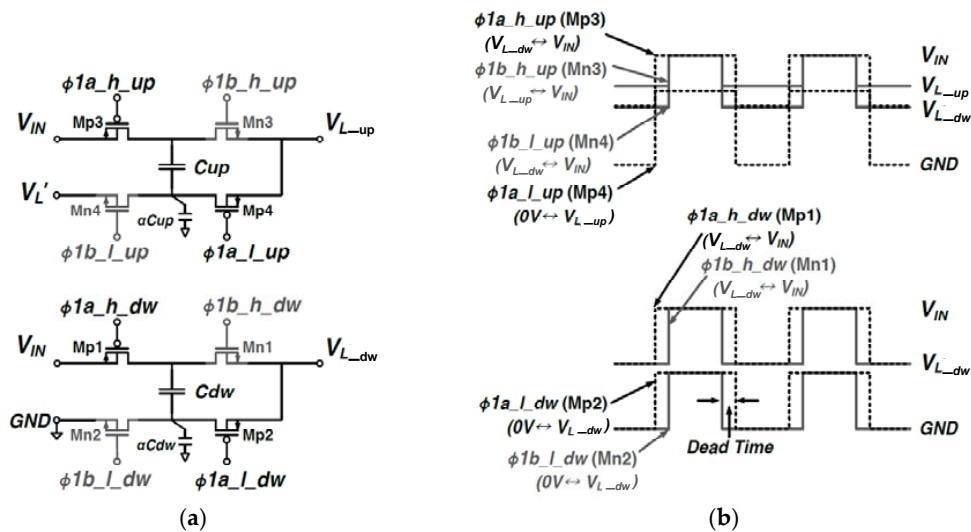 ϕ1a_h_up
ϕ1b_h_up
V_IN
Mp3
Mn3
V_L_up
Cup
V_L'
Mn4
αCup
Mp4
ϕ1b_l_up
ϕ1a_l_up
ϕ1a_h_dw
ϕ1b_h_dw
V_IN
Mp1
Mn1
V_L_dw
Cdw
GND
Mn2
αCdw
Mp2
ϕ1b_l_dw
ϕ1a_l_dw
(a)
ϕ1a_h_up (Mp3)
(V_L_dw ↔ V_IN)
ϕ1b_h_up (Mn3)
(V_L_up ↔ V_IN)
ϕ1b_l_up (Mn4)
(V_L_dw ↔ V_IN)
ϕ1a_l_up (Mp4)
(0V ↔ V_L_up)
V_IN
V_L_up
V_L_dw
GND
ϕ1a_h_dw (Mp1)
(V_L_dw ↔ V_IN)
ϕ1b_h_dw (Mn1)
(V_L_dw ↔ V_IN)
V_IN
V_L_dw
ϕ1a_l_dw (Mp2)
(0V ↔ V_L_dw)
ϕ1b_l_dw (Mn2)
(0V ↔ V_L_dw)
Dead Time
GND
(b)